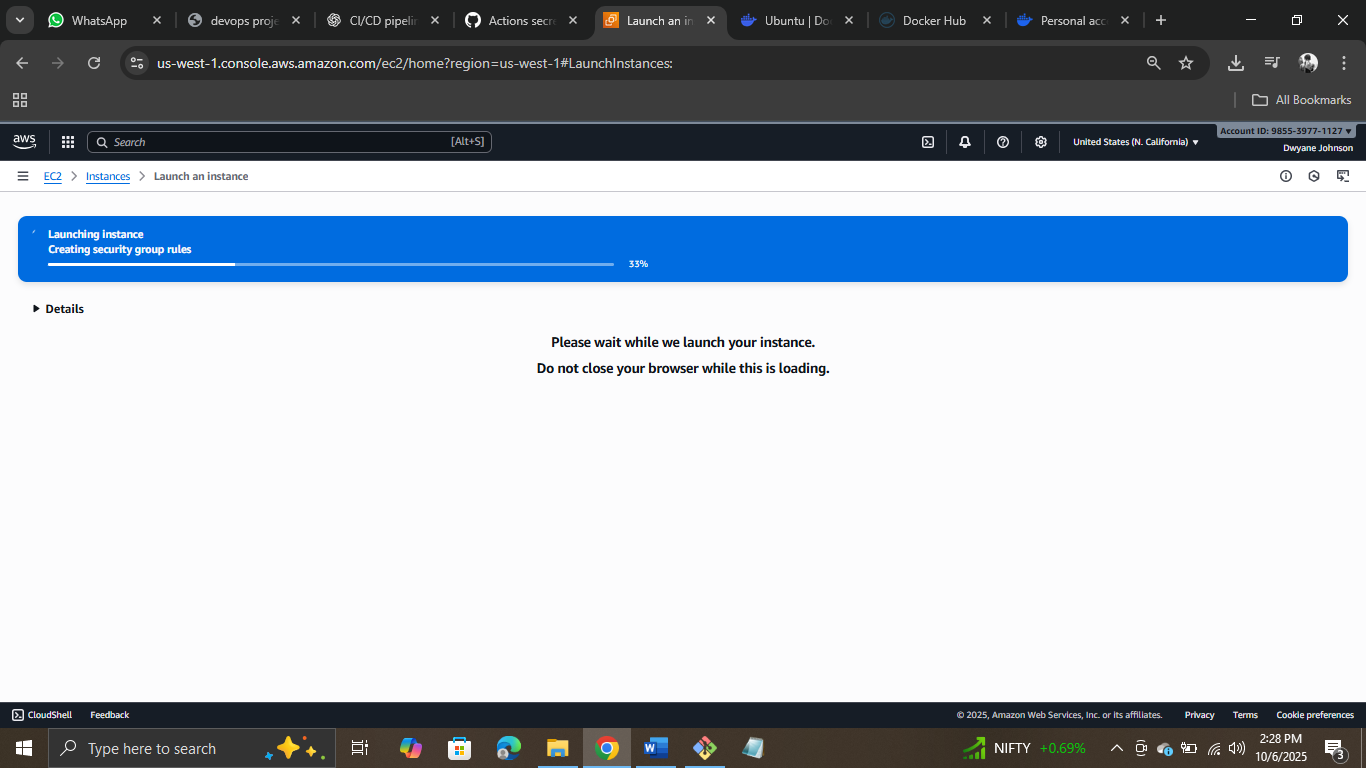 WhatsApp
devops proje
CI/CD pipelin
Actions secre
Launch an in
Ubuntu | Do
Docker Hub
Personal acc
us-west-1.console.aws.amazon.com/ec2/home?region=us-west-1#LaunchInstances:
All Bookmarks
aws
Search
[Alt+S]
United States (N. California)
Account ID: 9855-3977-1127
Dwyane Johnson
EC2
Instances
Launch an instance
Launching instance
Creating security group rules
33%
Details
Please wait while we launch your instance.
Do not close your browser while this is loading.
CloudShell
Feedback
© 2025, Amazon Web Services, Inc. or its affiliates.
Privacy
Terms
Cookie preferences
Type here to search
NIFTY +0.69%
2:28 PM
10/6/2025
3